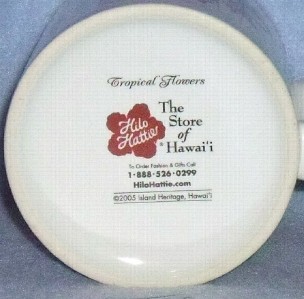 Tropical Flowers
Hilo
Hattie®
The
Store
of
Hawai'i
To Order Fashion & Gifts Call
1·888·526·0299
HiloHattie.com
©2005 Island Heritage, Hawai'i